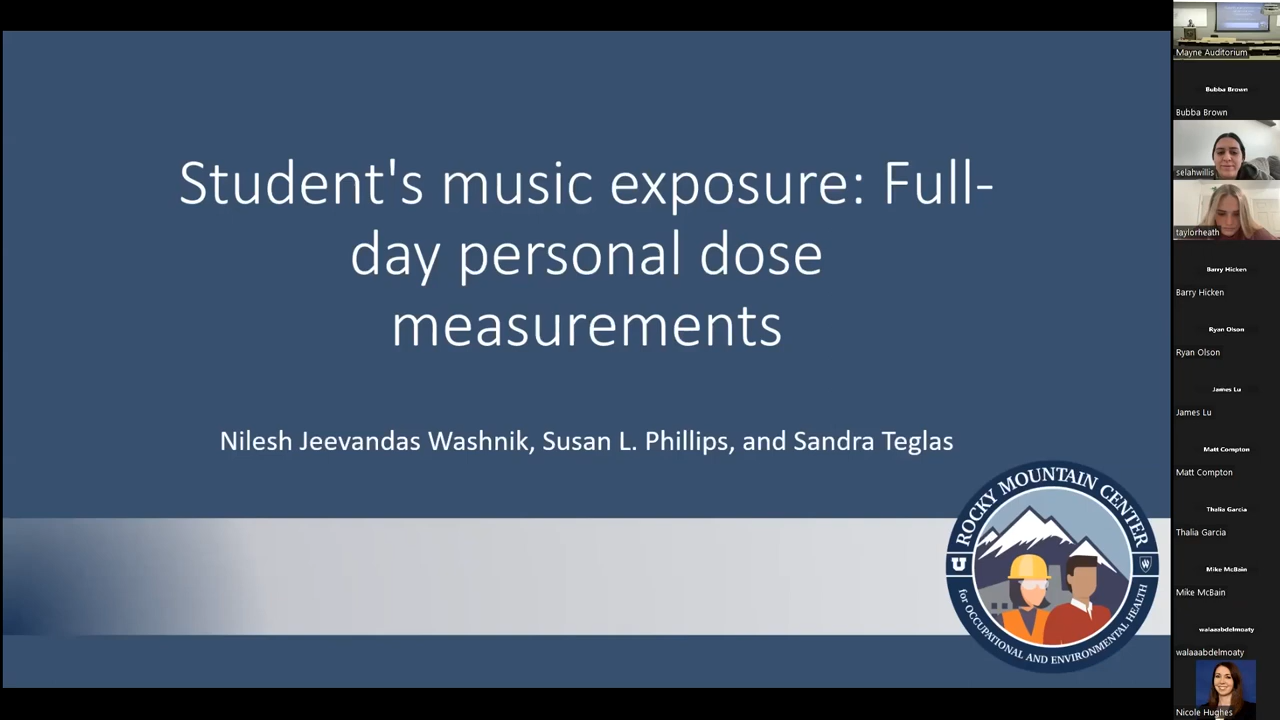 Student's music exposure: Full-
day personal dose
measurements
Nilesh Jeevandas Washnik, Susan L. Phillips, and Sandra Teglas
ROCKY MOUNTAIN CENTER
U
W
for OCCUPATIONAL AND ENVIRONMENTAL HEALTH
Mayne Auditorium
Bubba Brown
Bubba Brown
selahwillis
taylorheath
Barry Hicken
Barry Hicken
Ryan Olson
Ryan Olson
James Lu
James Lu
Matt Compton
Matt Compton
Thalia Garcia
Thalia Garcia
Mike McBain
Mike McBain
walaaabdelmoaty
walaaabdelmoaty
Nicole Hughes